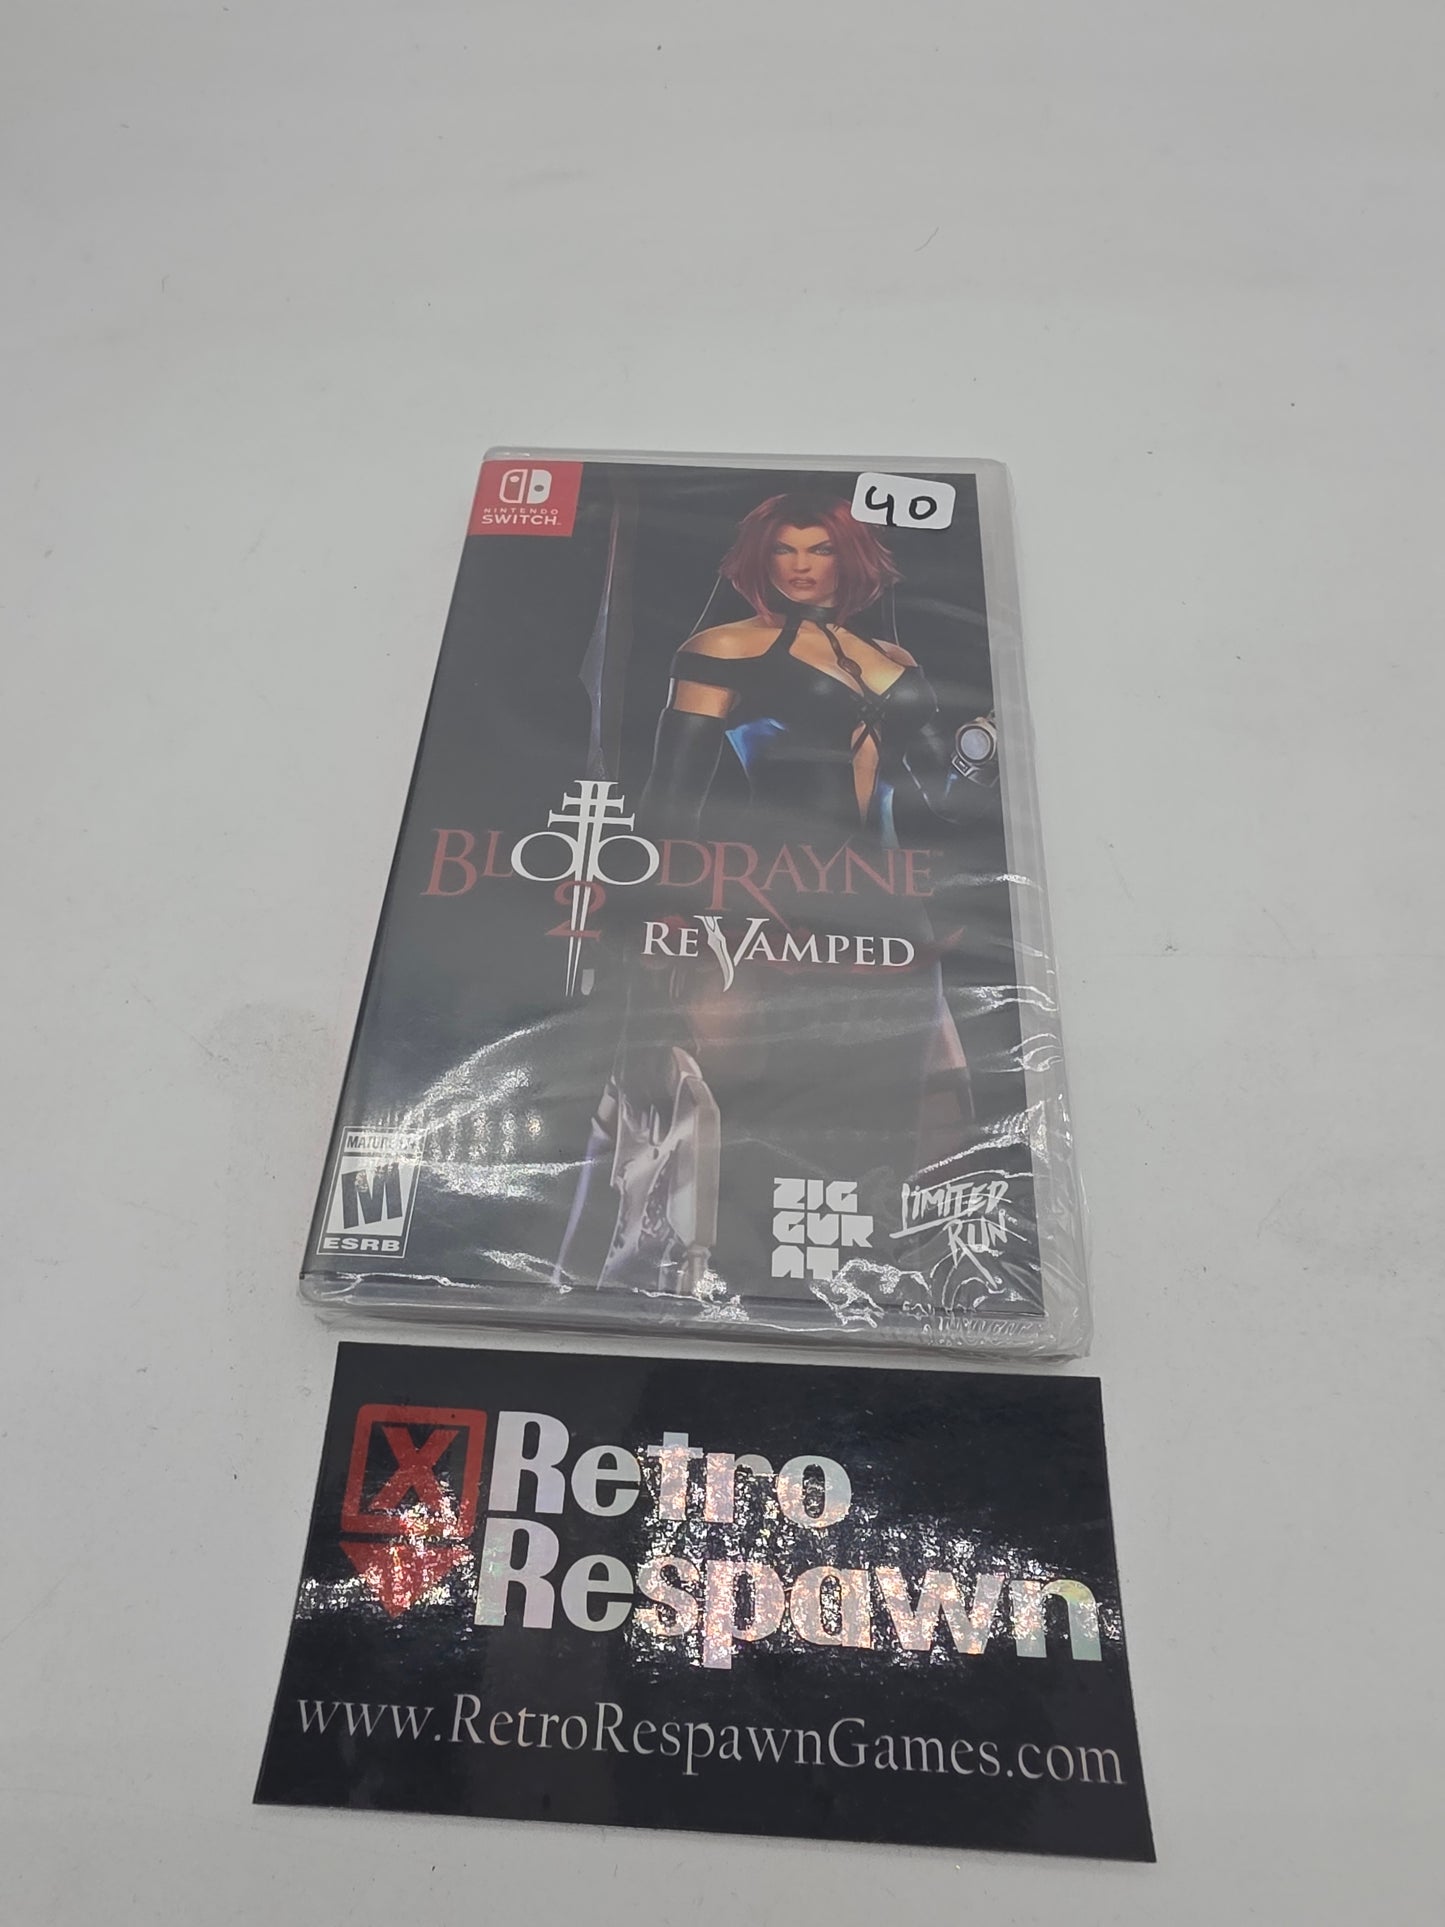 NINTENDO
SWITCH
40
BLOODRAYNE
2
REVAMPED
MATURE 17+
M
ESRB
ZIG
GUR
AT
LIMITED
RUN
X Retro
Respawn
www.RetroRespawnGames.com